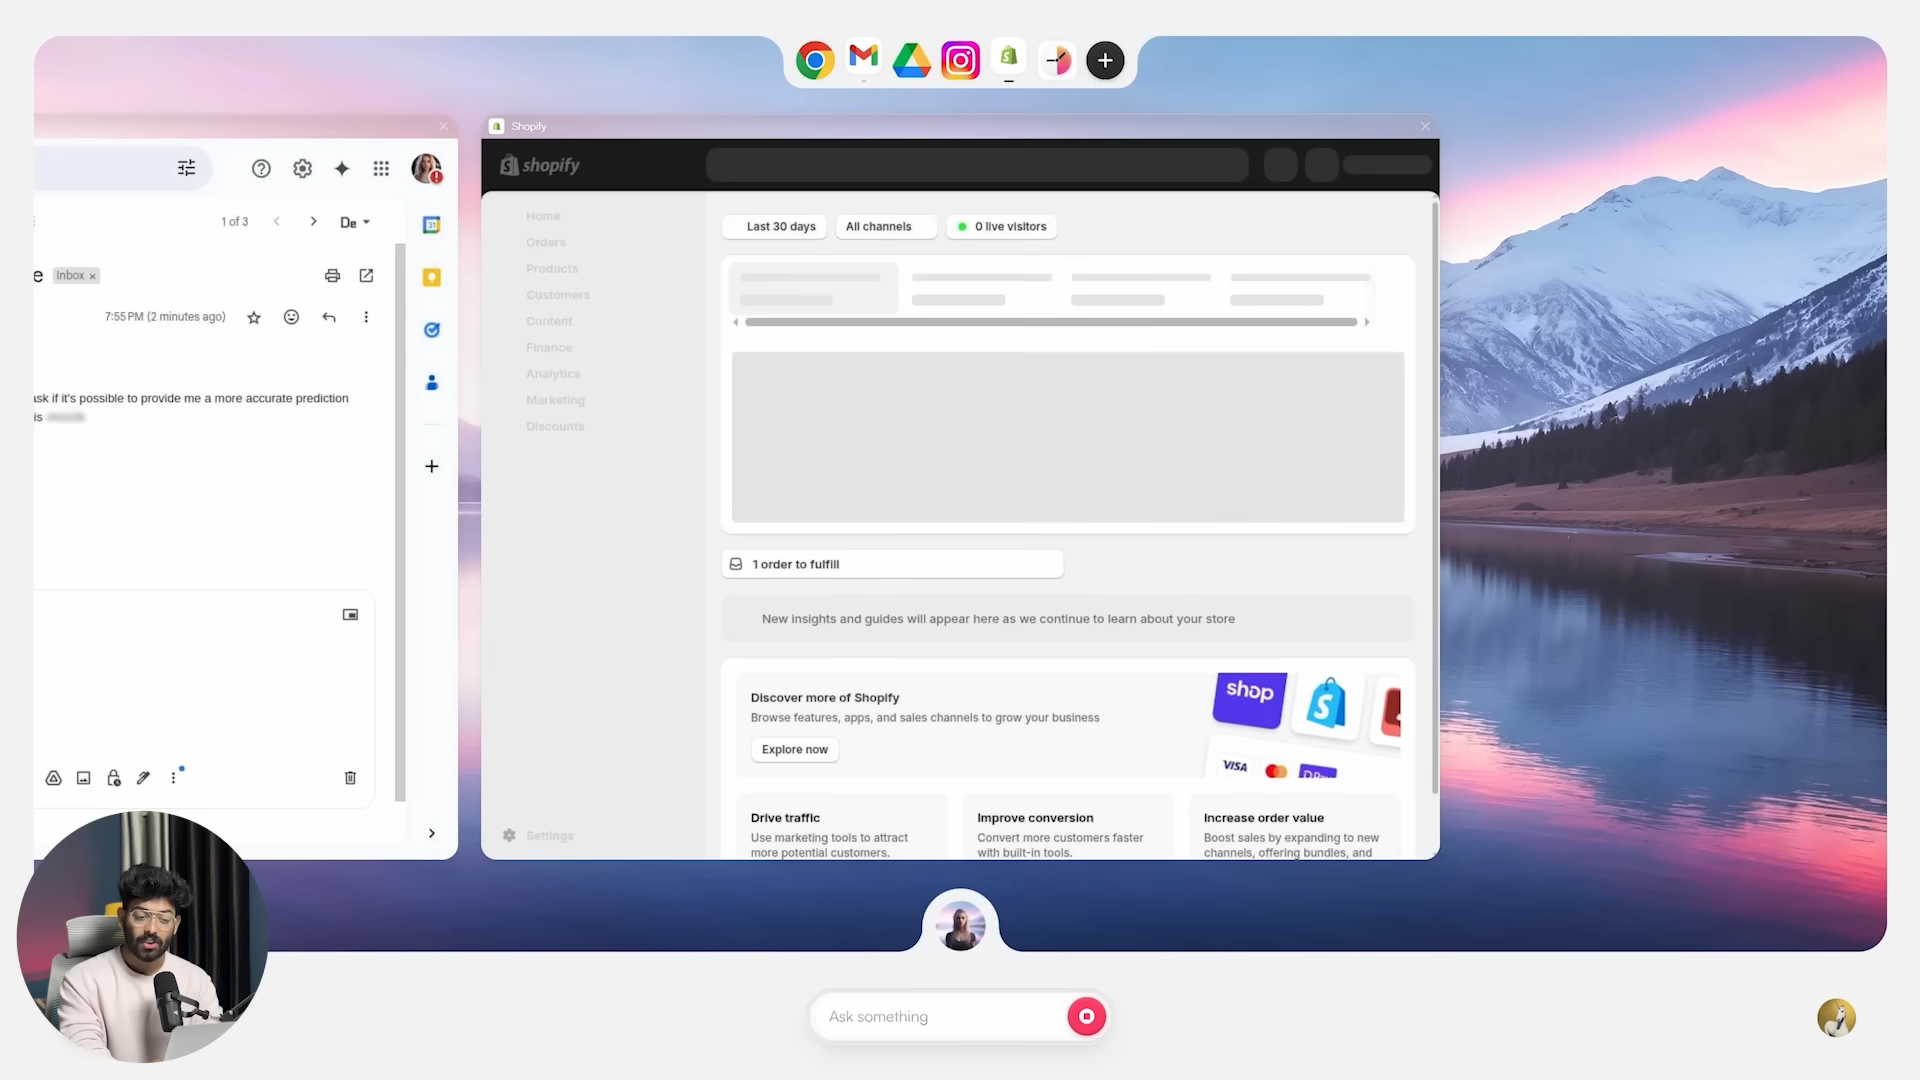 Shopify
shopify
1 of 3
De
e
Inbox ×
7:55 PM (2 minutes ago)
ask if it's possible to provide me a more accurate prediction
is
Home
Orders
Products
Customers
Content
Finance
Analytics
Marketing
Discounts
Settings
Last 30 days
All channels
0 live visitors
1 order to fulfill
New insights and guides will appear here as we continue to learn about your store
Discover more of Shopify
Browse features, apps, and sales channels to grow your business
Explore now
shop
VISA
Drive traffic
Use marketing tools to attract
more potential customers.
Improve conversion
Convert more customers faster
with built-in tools.
Increase order value
Boost sales by expanding to new
channels, offering bundles, and
Ask something